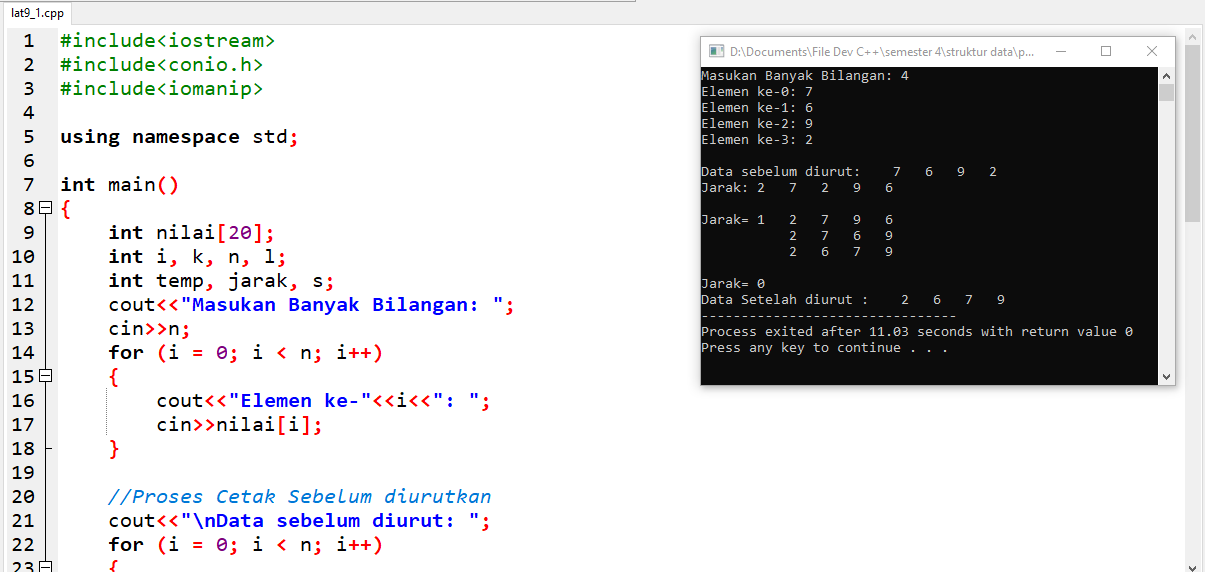 lat9_1.cpp
1 #include<iostream>
2 #include<conio.h>
3 #include<iomanip>
4
5 using namespace std;
6
7 int main()
8 {
9 int nilai[20];
10 int i, k, n, l;
11 int temp, jarak, s;
12 cout<<"Masukan Banyak Bilangan: ";
13 cin>>n;
14 for (i = 0; i < n; i++)
15 {
16 cout<<"Elemen ke-"<<i<<": ";
17 cin>>nilai[i];
18 }
19
20 //Proses Cetak Sebelum diurutkan
21 cout<<"\nData sebelum diurut: ";
22 for (i = 0; i < n; i++)
23 {
D:\Documents\File Dev C++\semester 4\struktur data\p...
Masukan Banyak Bilangan: 4
Elemen ke-0: 7
Elemen ke-1: 6
Elemen ke-2: 9
Elemen ke-3: 2
Data sebelum diurut: 7 6 9 2
Jarak: 2 7 2 9 6
Jarak= 1 2 7 9 6
2 7 6 9
2 6 7 9
Jarak= 0
Data Setelah diurut : 2 6 7 9
--------------------------------
Process exited after 11.03 seconds with return value 0
Press any key to continue . . .